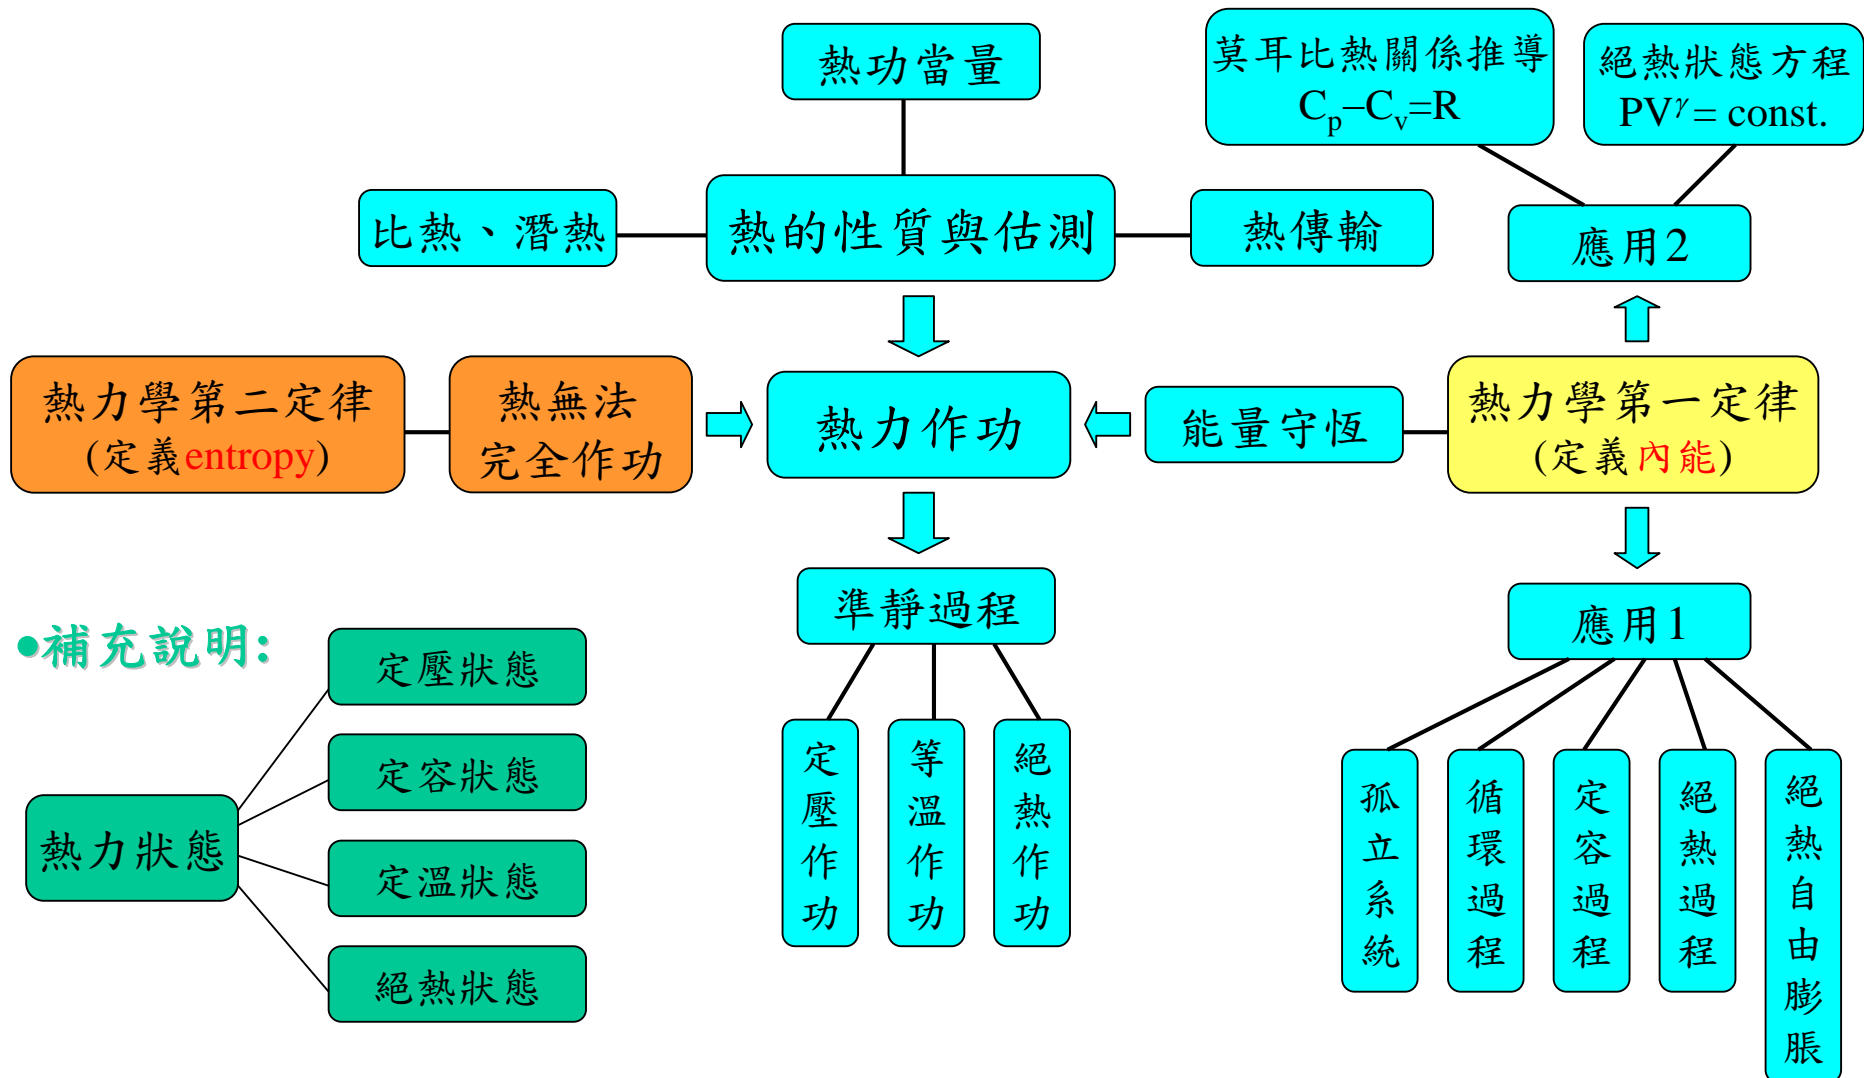 熱功當量
莫耳比熱關係推導
Cp–Cv=R
絕熱狀態方程
PV^γ = const.
比熱、潛熱
熱的性質與估測
熱傳輸
應用2
熱力學第二定律
(定義entropy)
熱無法
完全作功
熱力作功
能量守恆
熱力學第一定律
(定義內能)
準靜過程
應用1
•補充說明:
定壓狀態
定容狀態
熱力狀態
定溫狀態
絕熱狀態
定壓作功
等溫作功
絕熱作功
孤立系統
循環過程
定容過程
絕熱過程
絕熱自由膨脹